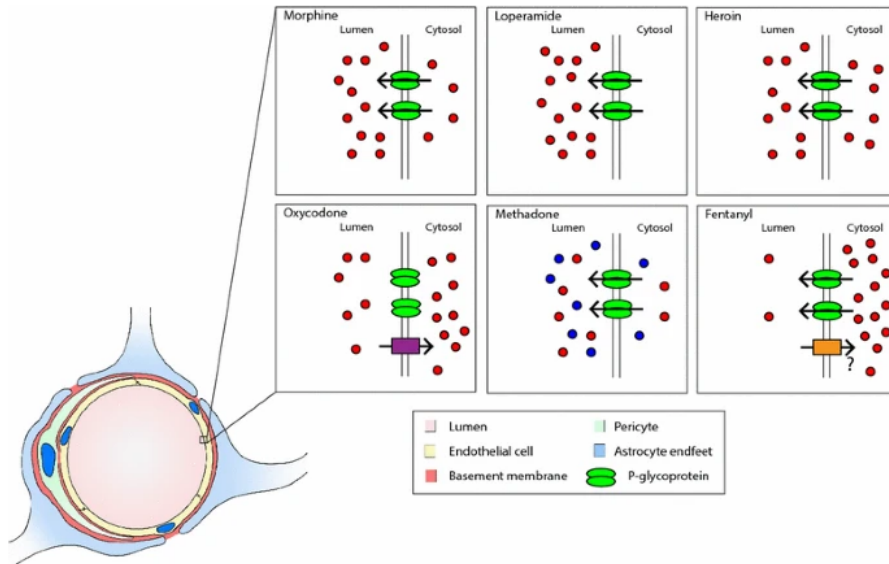 Morphine
Lumen Cytosol
Loperamide
Lumen Cytosol
Heroin
Lumen Cytosol
Oxycodone
Lumen Cytosol
Methadone
Lumen Cytosol
Fentanyl
Lumen Cytosol
?
Lumen
Endothelial cell
Basement membrane
Pericyte
Astrocyte endfeet
P-glycoprotein